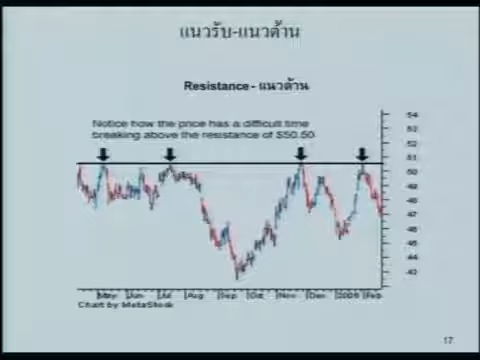 แนวรับ-แนวต้าน
Resistance - แนวต้าน
Notice how the price has a difficult time
breaking above the resistance of $50.50
54
53
52
51
50
49
48
46
45
44
43
May Jun Jul Aug Sep Oct Nov Dec 2006 Feb
Chart by MetaStock
17